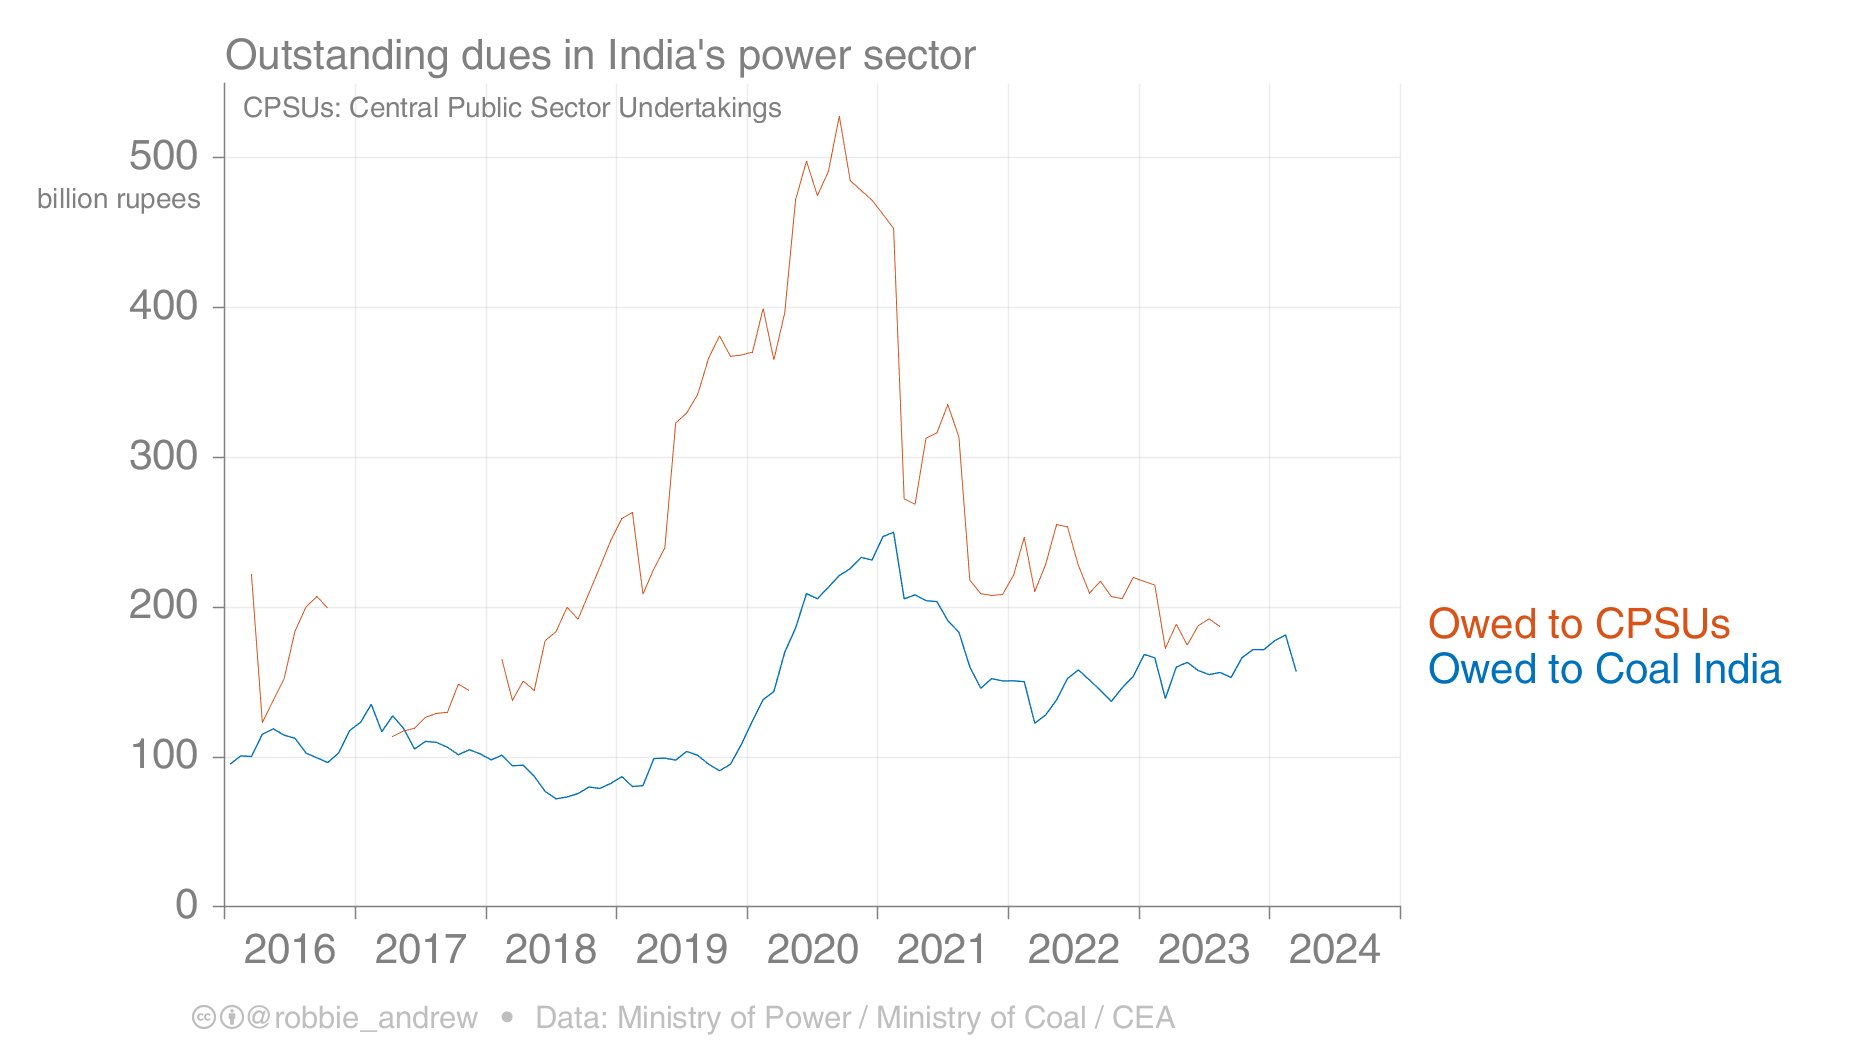 Outstanding dues in India's power sector
CPSUs: Central Public Sector Undertakings
500
billion rupees
400
300
200
100
0
2016 2017 2018 2019 2020 2021 2022 2023 2024
Owed to CPSUs
Owed to Coal India
@robbie_andrew • Data: Ministry of Power / Ministry of Coal / CEA